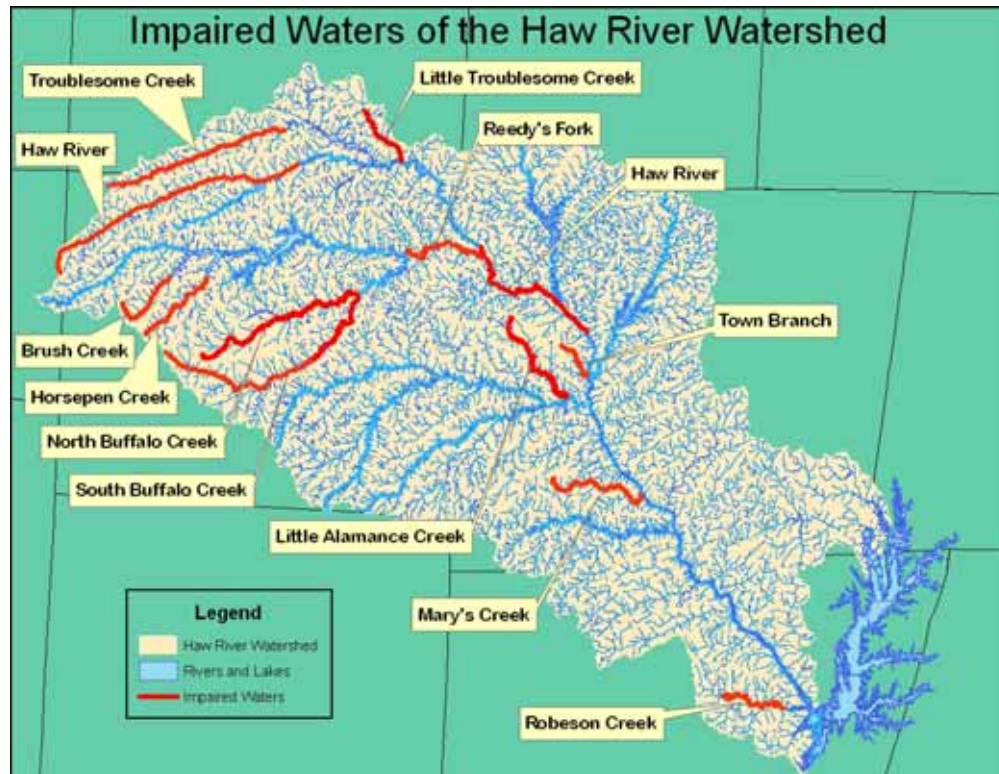 Impaired Waters of the Haw River Watershed
Troublesome Creek
Little Troublesome Creek
Reedy's Fork
Haw River
Haw River
Town Branch
Brush Creek
Horsepen Creek
North Buffalo Creek
South Buffalo Creek
Little Alamance Creek
Mary's Creek
Robeson Creek
Legend
Haw River Watershed
Rivers and Lakes
Impaired Waters